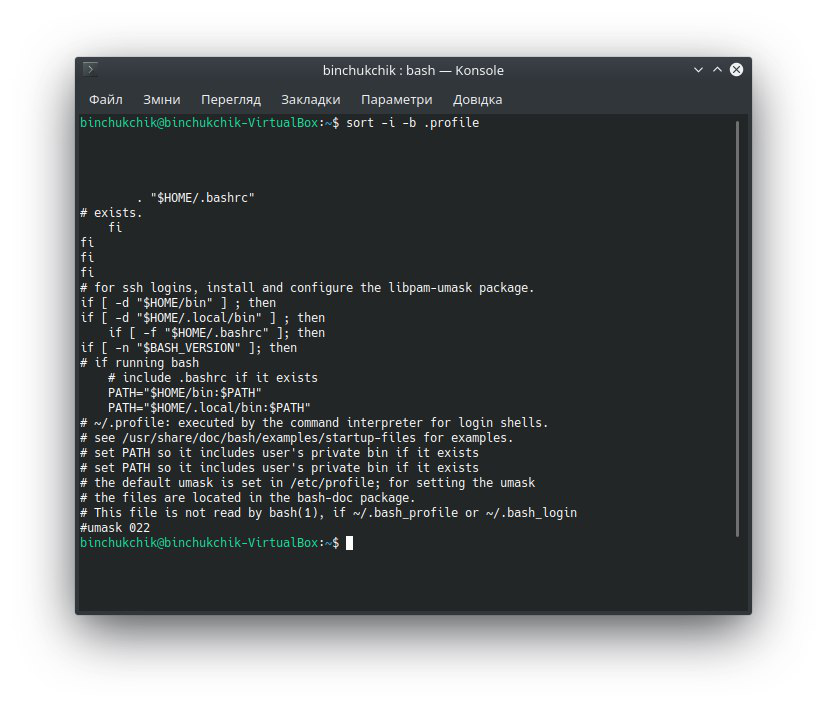 binchukchik : bash — Konsole
Файл Зміни Перегляд Закладки Параметри Довідка
binchukchik@binchukchik-VirtualBox:~$ sort -i -b .profile
        . "$HOME/.bashrc"
# exists.
    fi
fi
fi
fi
# for ssh logins, install and configure the libpam-umask package.
if [ -d "$HOME/bin" ] ; then
if [ -d "$HOME/.local/bin" ] ; then
    if [ -f "$HOME/.bashrc" ]; then
if [ -n "$BASH_VERSION" ]; then
# if running bash
    # include .bashrc if it exists
    PATH="$HOME/bin:$PATH"
    PATH="$HOME/.local/bin:$PATH"
# ~/.profile: executed by the command interpreter for login shells.
# see /usr/share/doc/bash/examples/startup-files for examples.
# set PATH so it includes user's private bin if it exists
# set PATH so it includes user's private bin if it exists
# the default umask is set in /etc/profile; for setting the umask
# the files are located in the bash-doc package.
# This file is not read by bash(1), if ~/.bash_profile or ~/.bash_login
#umask 022
binchukchik@binchukchik-VirtualBox:~$